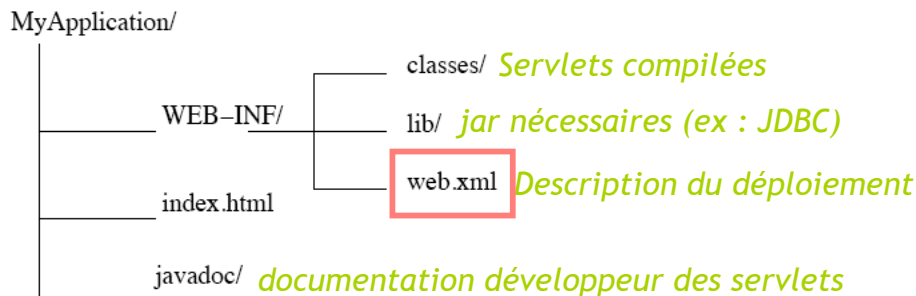 MyApplication/
classes/ Servlets compilées
WEB–INF/
lib/ jar nécessaires (ex : JDBC)
web.xml Description du déploiement
index.html
javadoc/ documentation développeur des servlets